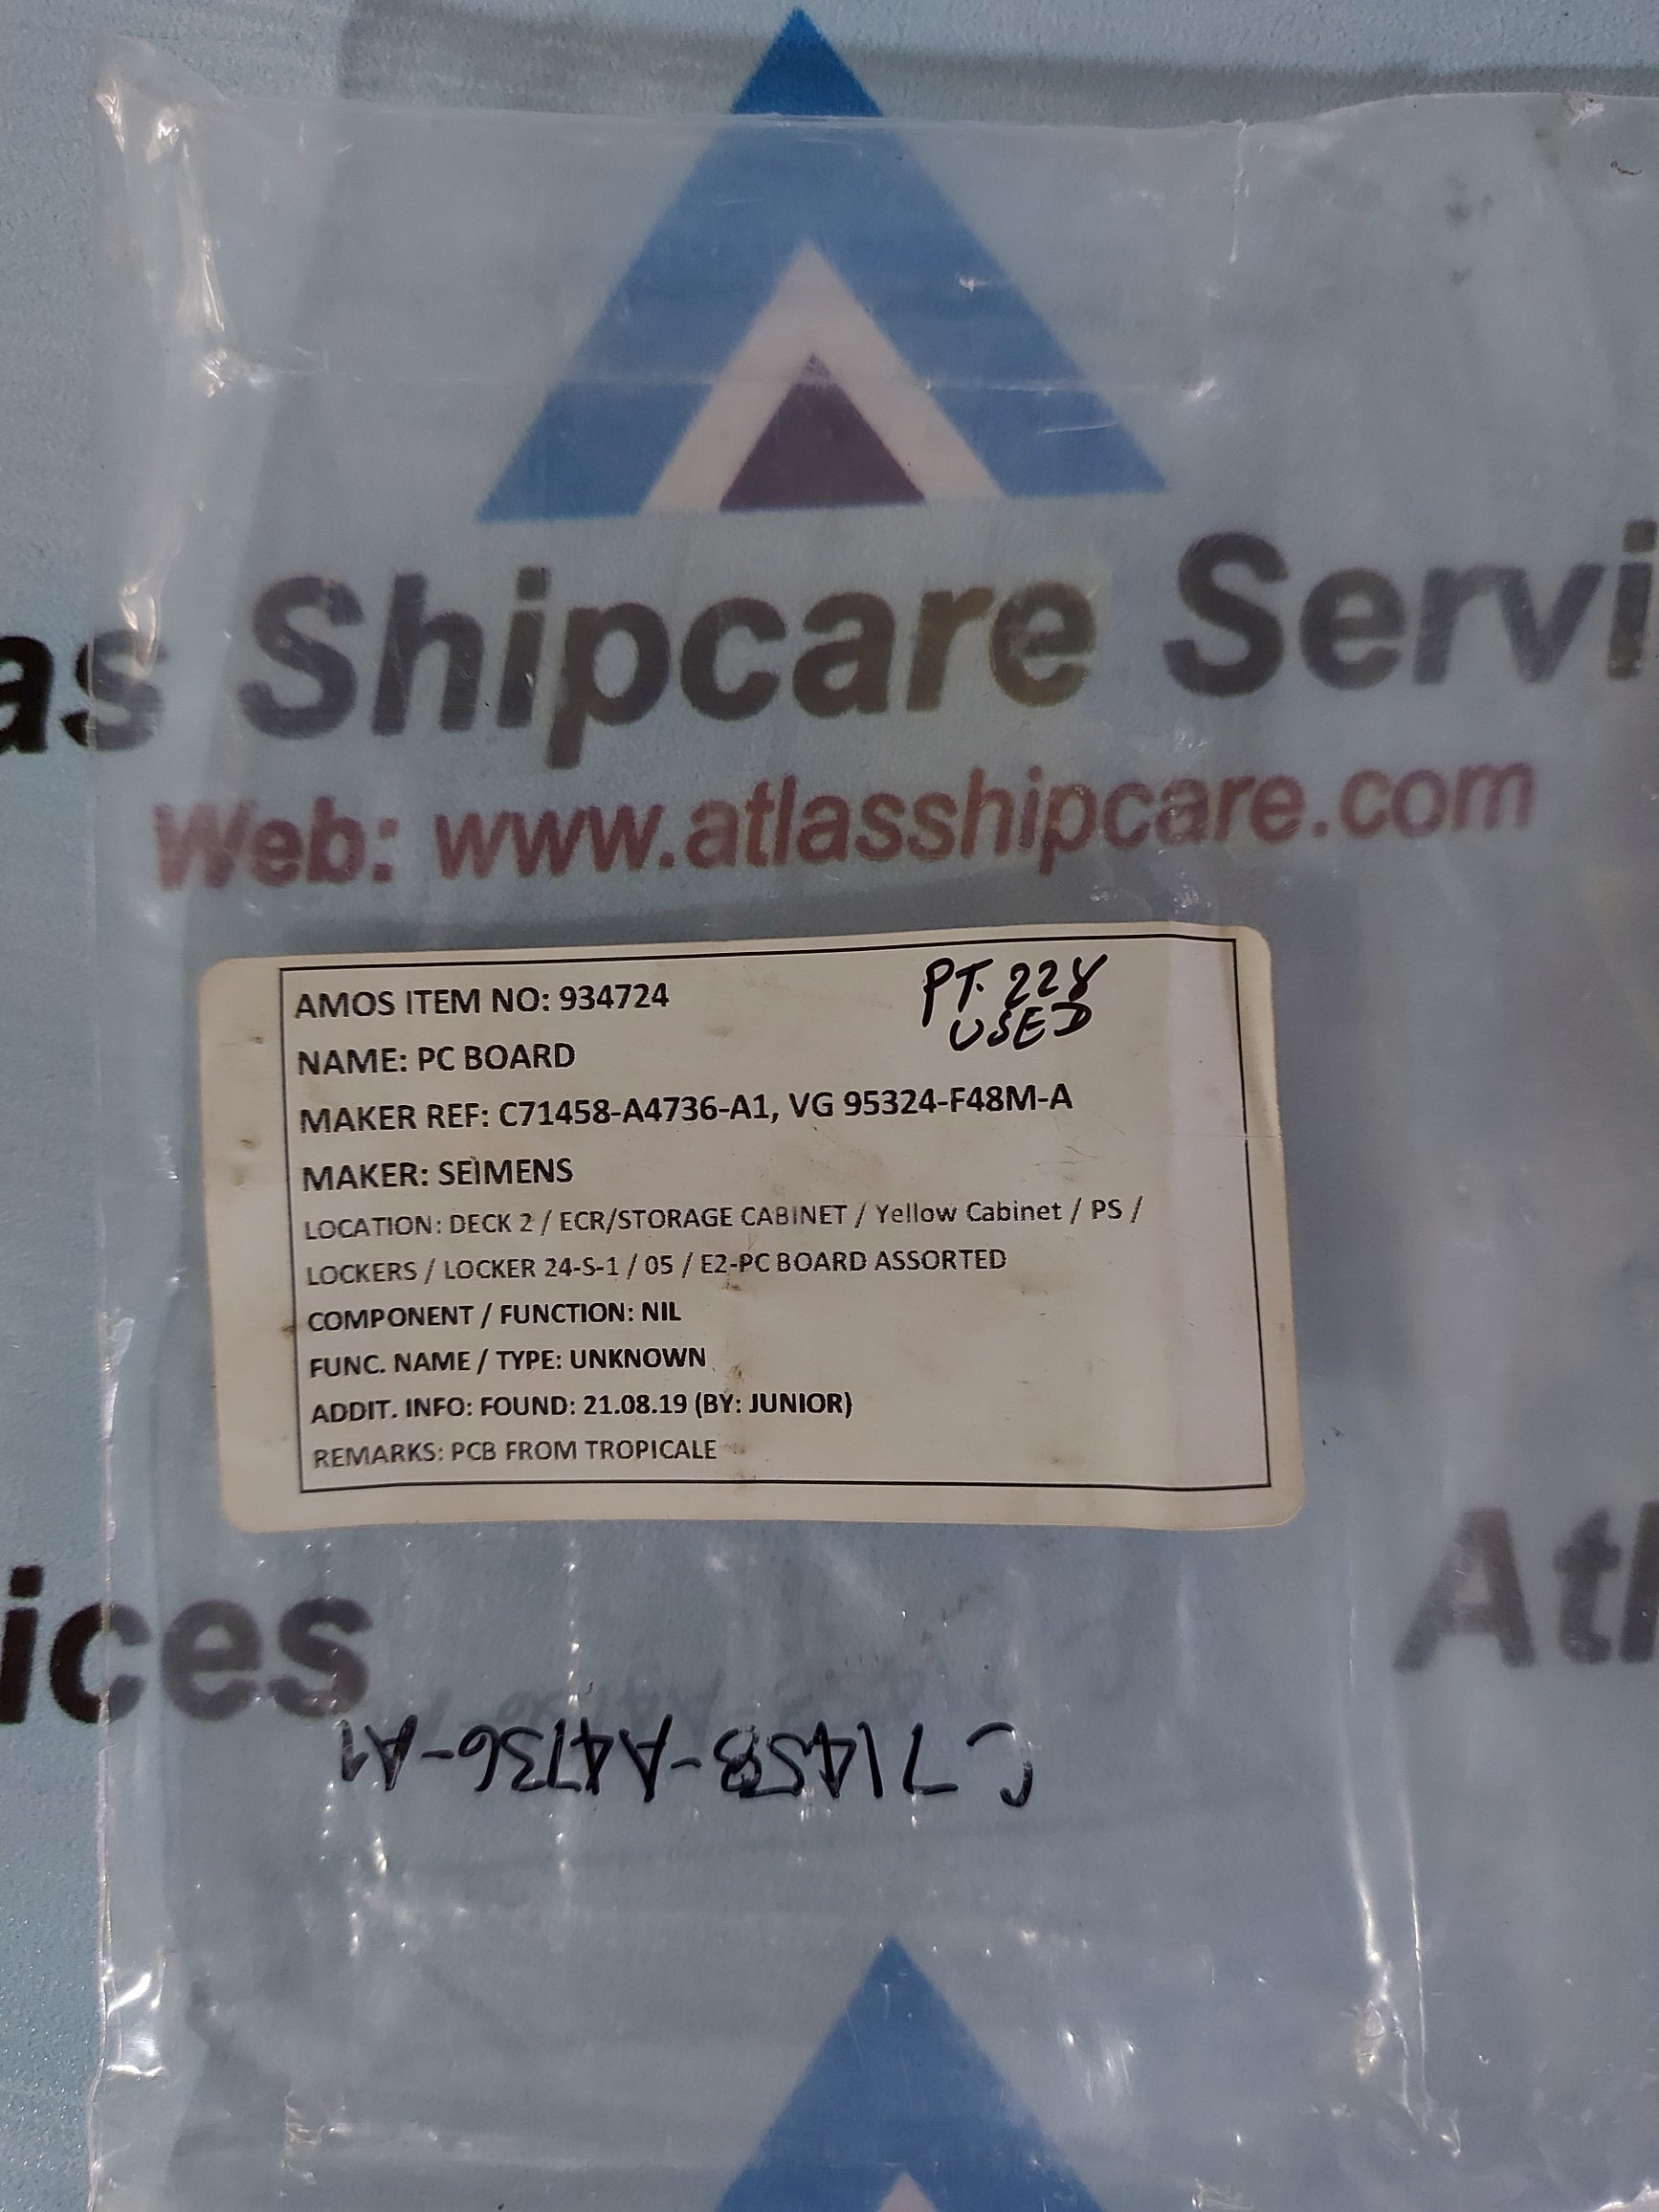 as Shipcare Servi
Web: www.atlasshipcare.com
AMOS ITEM NO: 934724
PT. 228
USED
NAME: PC BOARD
MAKER REF: C71458-A4736-A1, VG 95324-F48M-A
MAKER: SEIMENS
LOCATION: DECK 2 / ECR/STORAGE CABINET / Yellow Cabinet / PS /
LOCKERS / LOCKER 24-S-1 / 05 / E2-PC BOARD ASSORTED
COMPONENT / FUNCTION: NIL
FUNC. NAME / TYPE: UNKNOWN
ADDIT. INFO: FOUND: 21.08.19 (BY: JUNIOR)
REMARKS: PCB FROM TROPICALE
ices
Atl
C71458-A4736-A1